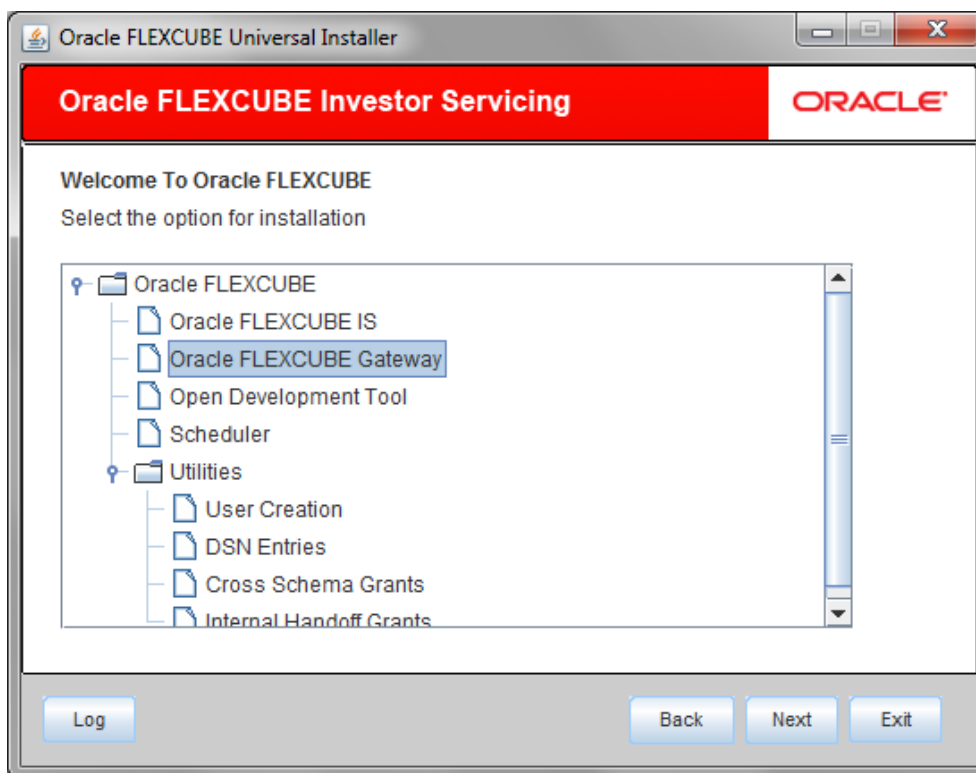 Oracle FLEXCUBE Universal Installer
Oracle FLEXCUBE Investor Servicing
ORACLE
Welcome To Oracle FLEXCUBE
Select the option for installation
Oracle FLEXCUBE
Oracle FLEXCUBE IS
Oracle FLEXCUBE Gateway
Open Development Tool
Scheduler
Utilities
User Creation
DSN Entries
Cross Schema Grants
Internal Handoff Grants
Log
Back
Next
Exit